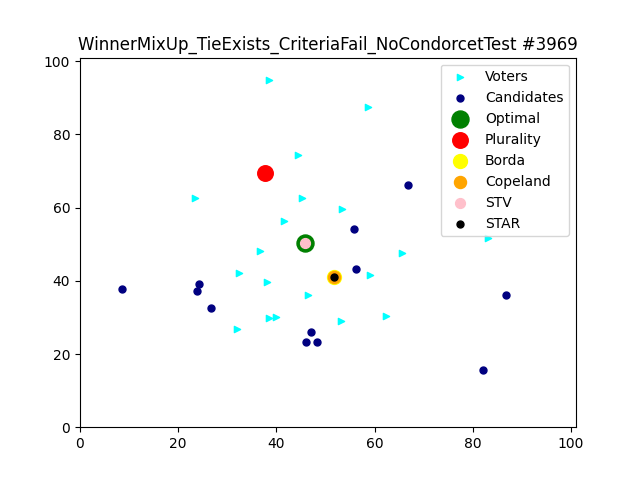 WinnerMixUp_TieExists_CriteriaFail_NoCondorcetTest #3969
100
80
60
40
20
0
0 20 40 60 80 100
Voters
Candidates
Optimal
Plurality
Borda
Copeland
STV
STAR